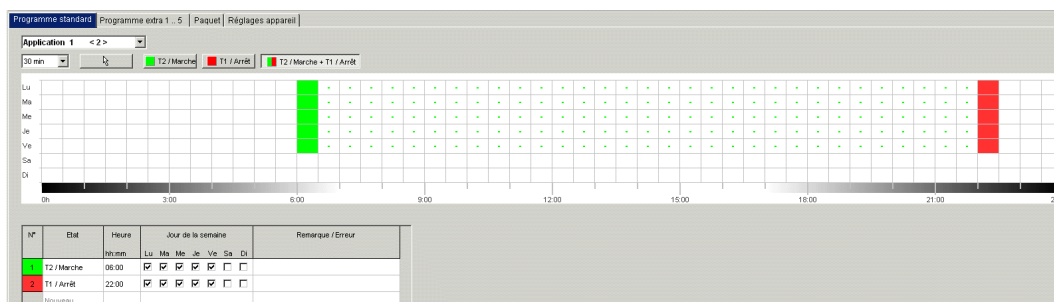 Programme standard Programme extra 1 .. 5 Paquet Réglages appareil
Application 1 < 2 >
30 min T2 / Marche T1 / Arrêt T2 / Marche + T1 / Arrêt
Lu
Ma
Me
Je
Ve
Sa
Di
0h 3:00 6:00 9:00 12:00 15:00 18:00 21:00
N° Etat Heure Jour de la semaine Remarque / Erreur
hh:mm Lu Ma Me Je Ve Sa Di
1 T2 / Marche 06:00
2 T1 / Arrêt 22:00
Nouveau